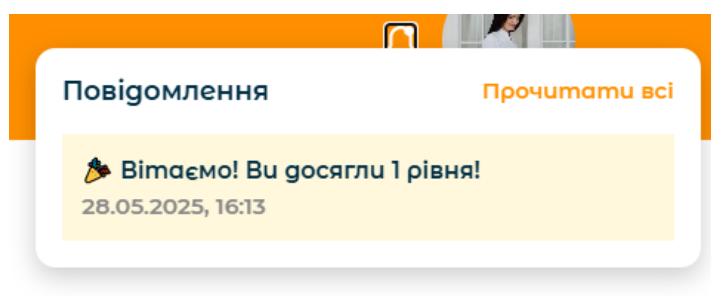 Повідомлення
Прочитати всі
🎉 Вітаємо! Ви досягли 1 рівня!
28.05.2025, 16:13